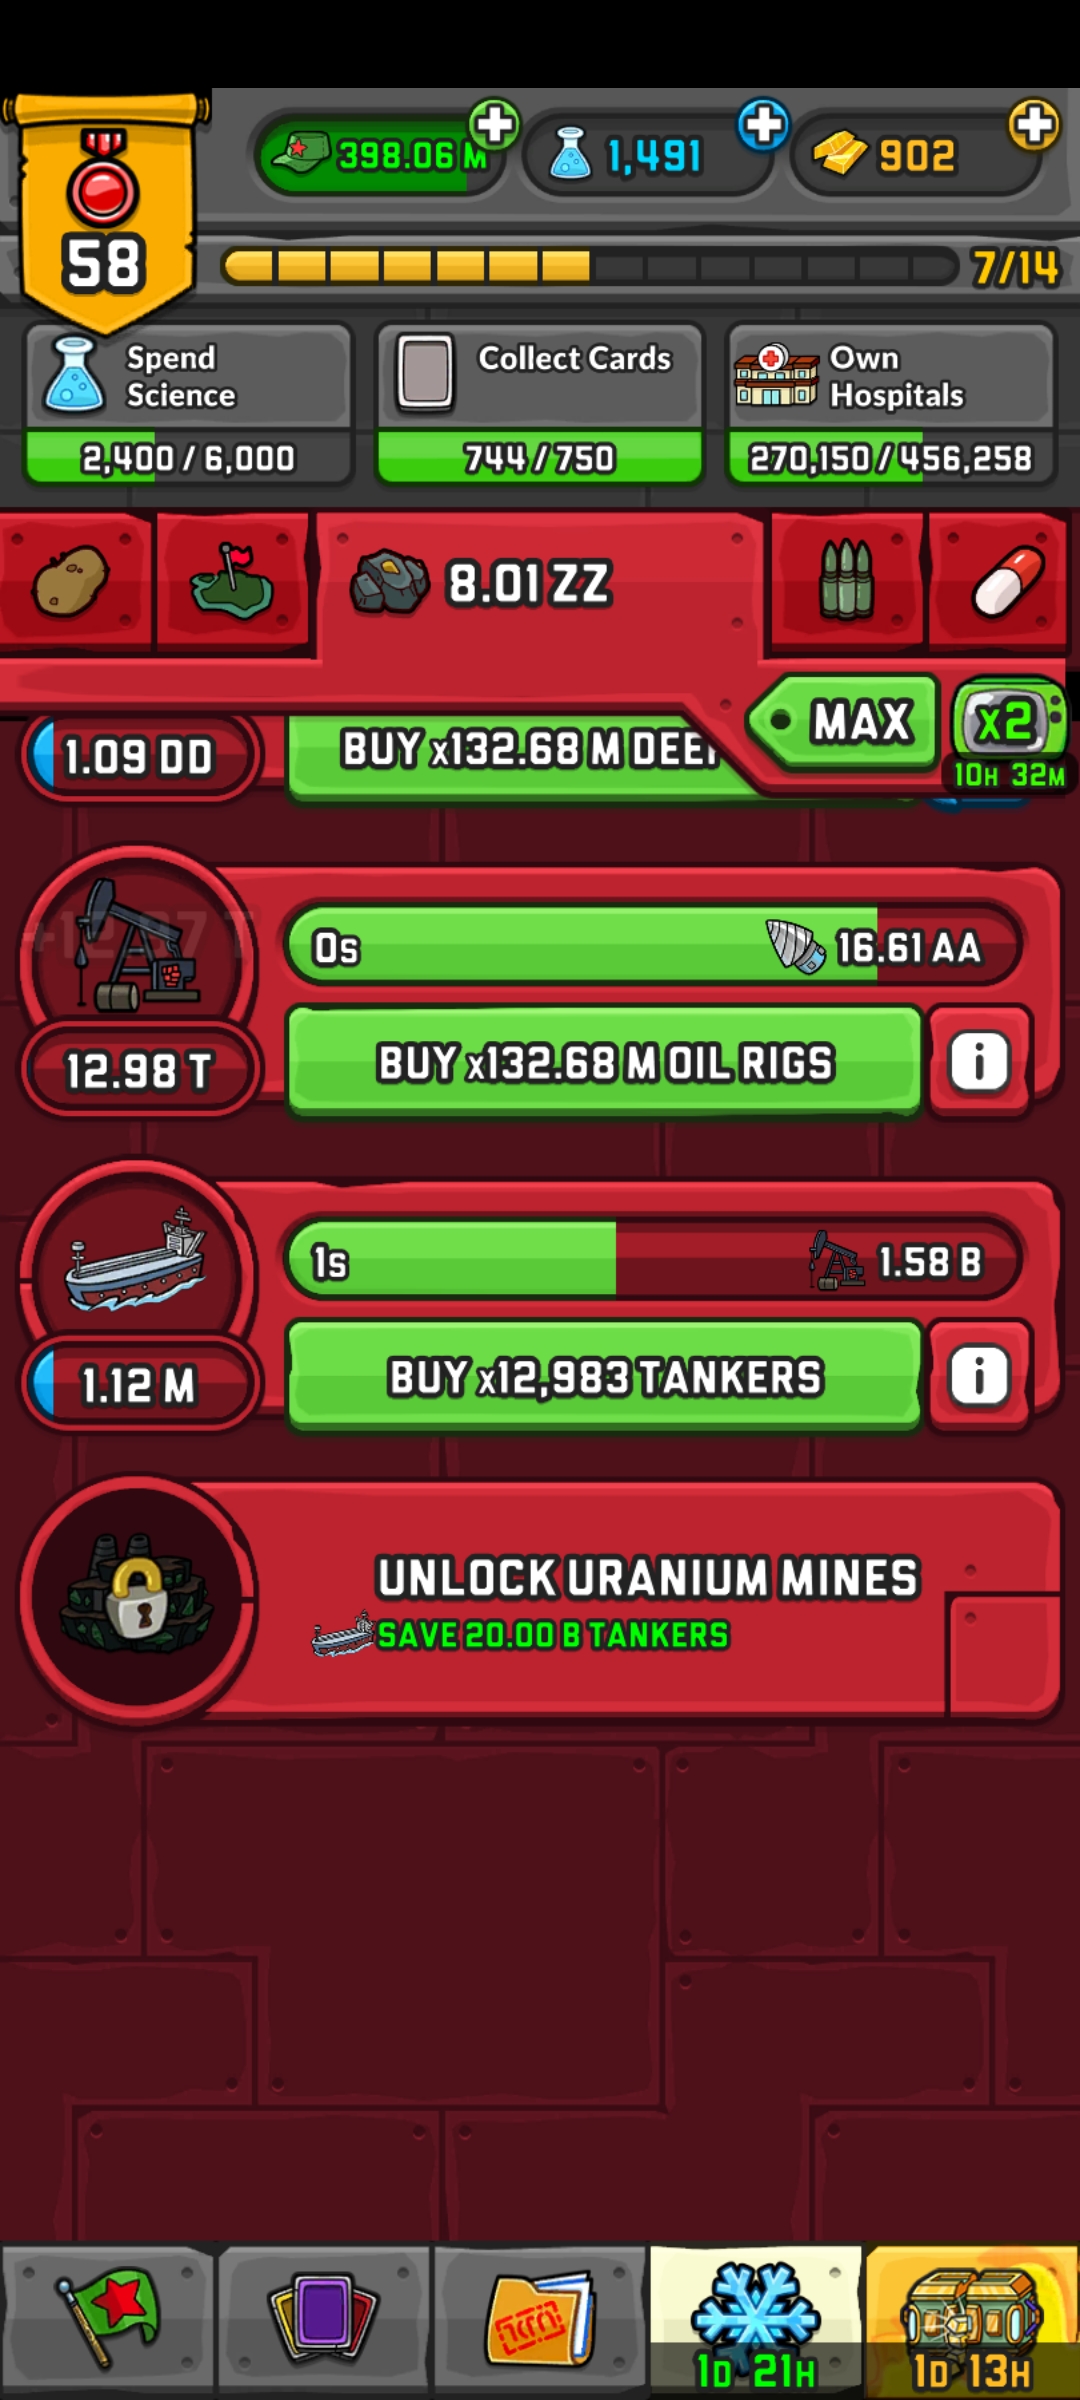 398.06 M
1,491
902
58
7/14
Spend
Science
2,400 / 6,000
Collect Cards
744 / 750
Own
Hospitals
270,150 / 456,258
8.01 ZZ
MAX
x2
10H 32M
1.09 DD
BUY x132.68 M DEEP
0s
16.61 AA
12.98 T
BUY x132.68 M OIL RIGS
i
1s
1.58 B
1.12 M
BUY x12,983 TANKERS
i
UNLOCK URANIUM MINES
SAVE 20.00 B TANKERS
1D 21H
1D 13H